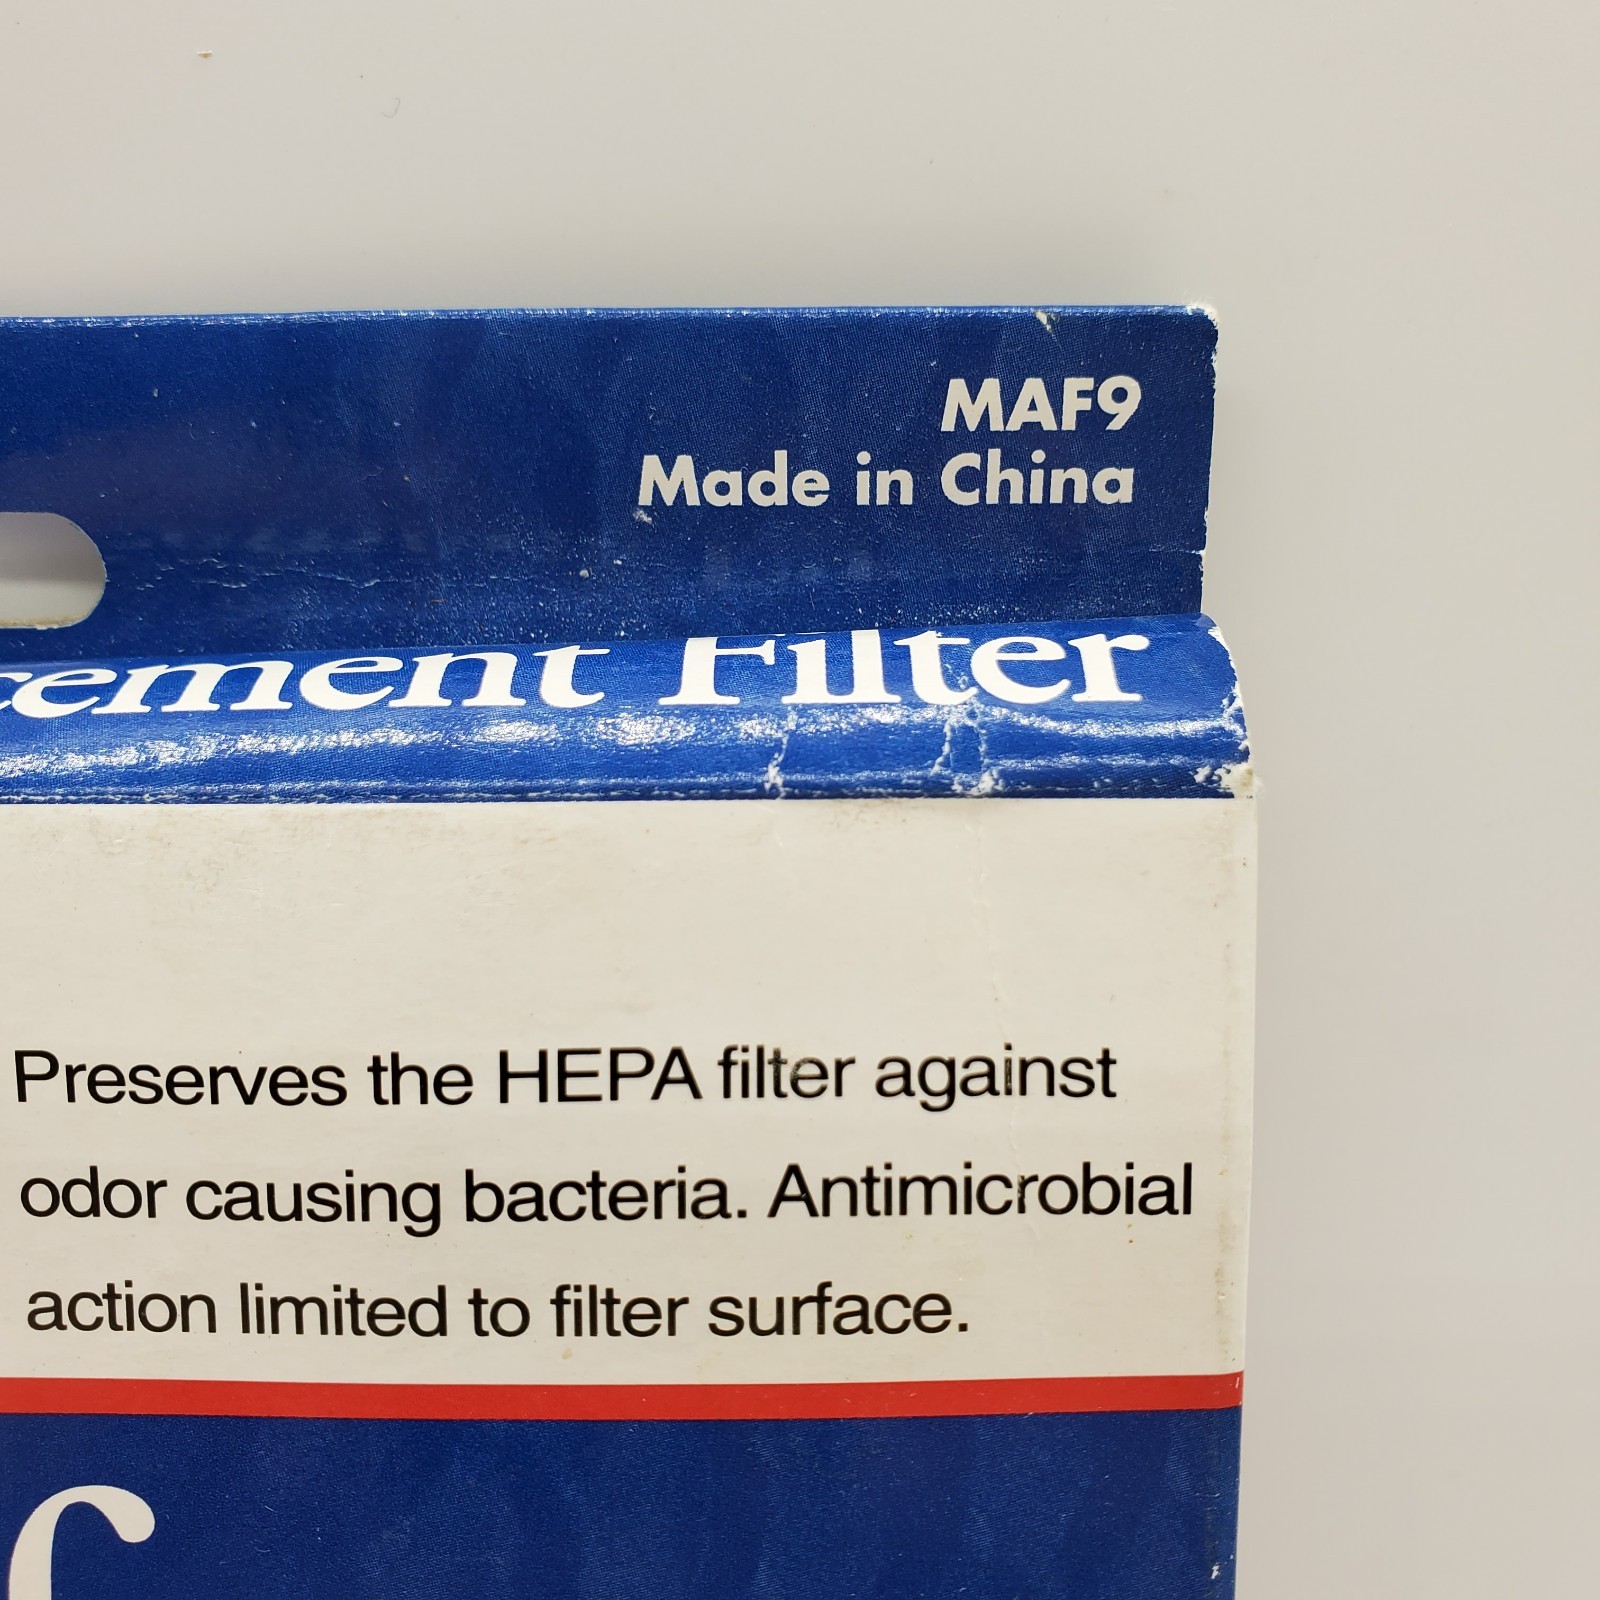 MAF9
Made in China
cement Filter
Preserves the HEPA filter against
odor causing bacteria. Antimicrobial
action limited to filter surface.